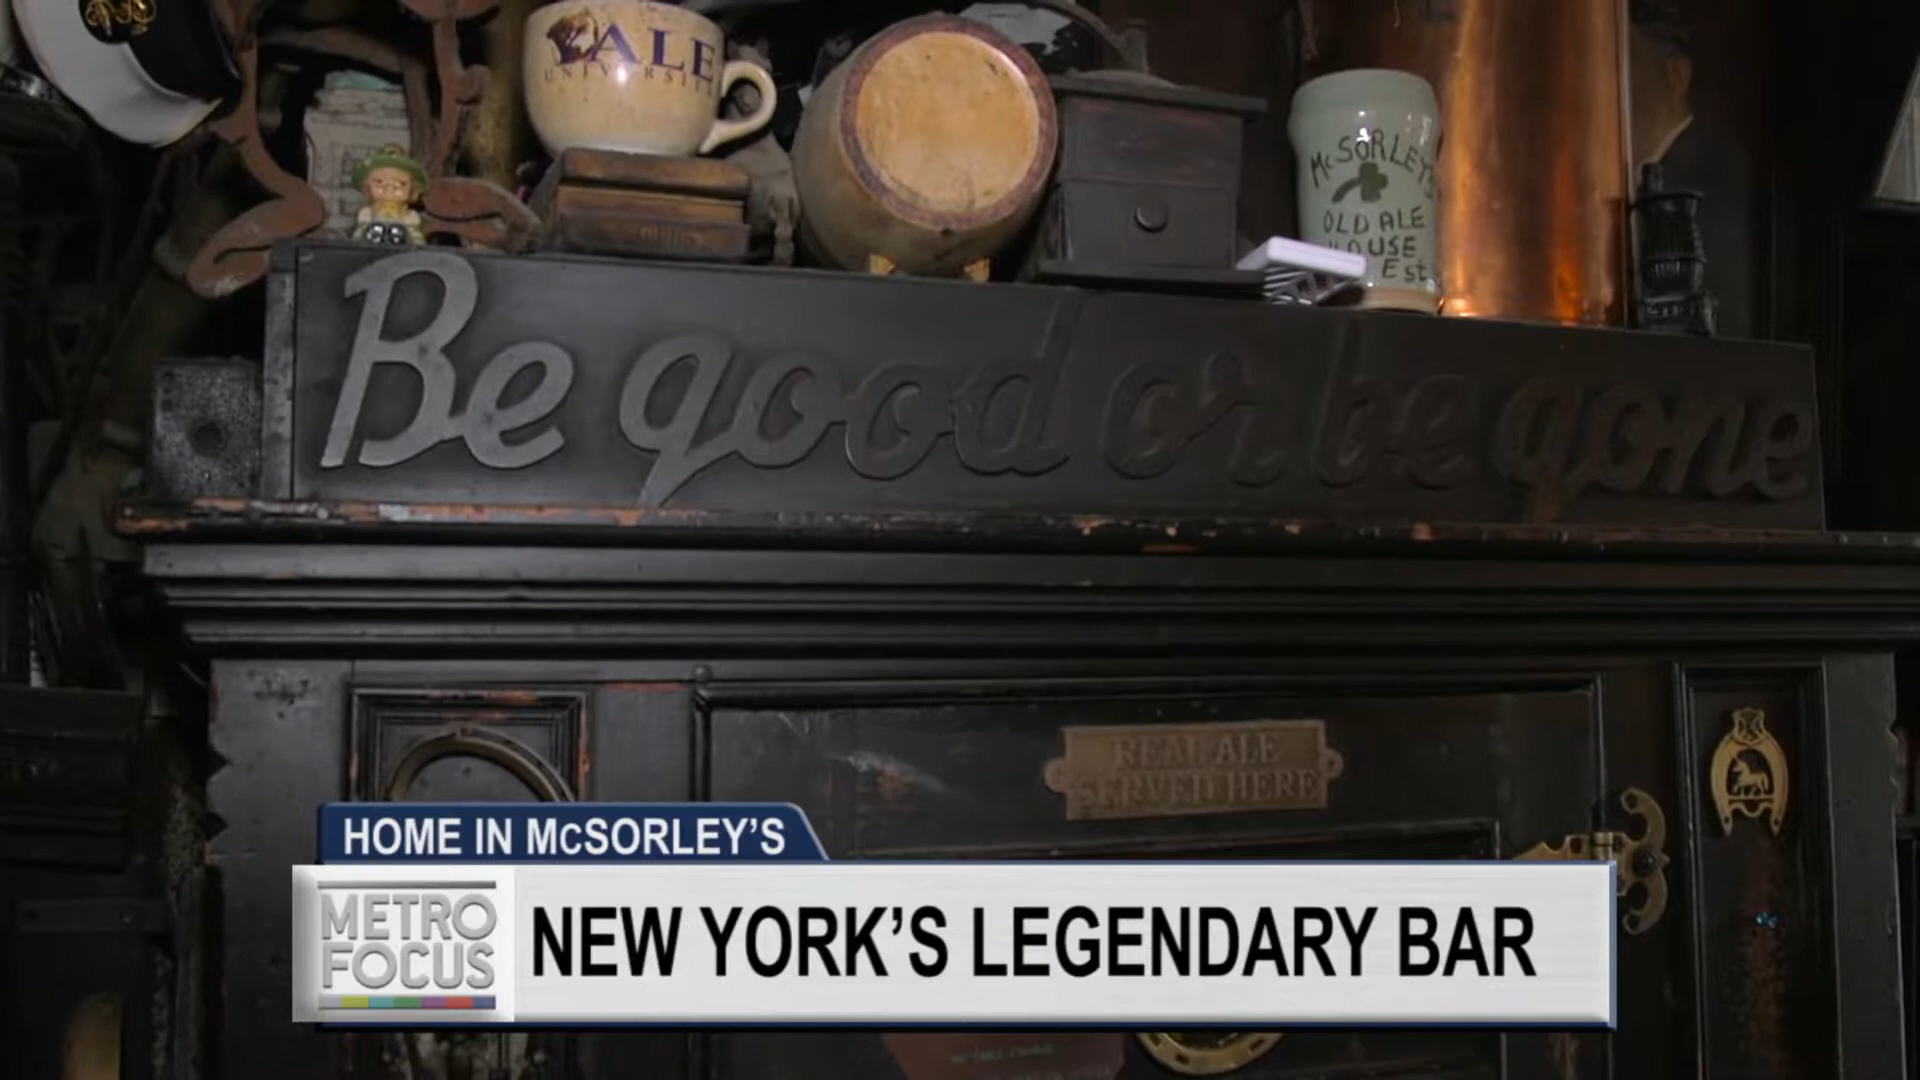 YALE
UNIVERSITY
McSORLEY'S
OLD ALE
HOUSE
Est
Be good or be gone
REAL ALE
SERVED HERE
HOME IN McSORLEY'S
METRO
FOCUS
NEW YORK'S LEGENDARY BAR